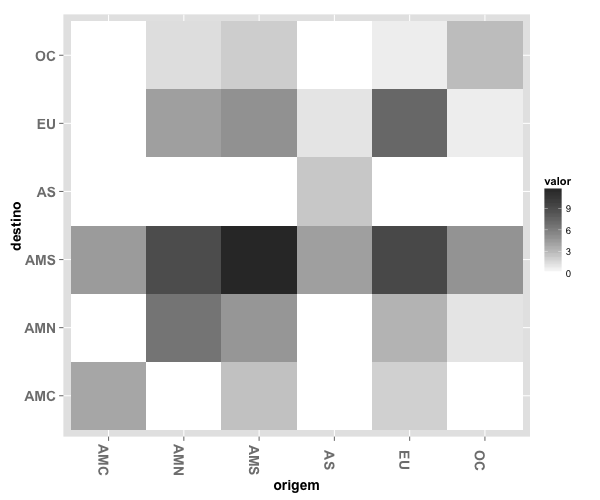 OC
EU
AS
AMS
AMN
AMC
destino
AMC
AMN
AMS
AS
EU
OC
origem
valor
9
6
3
0